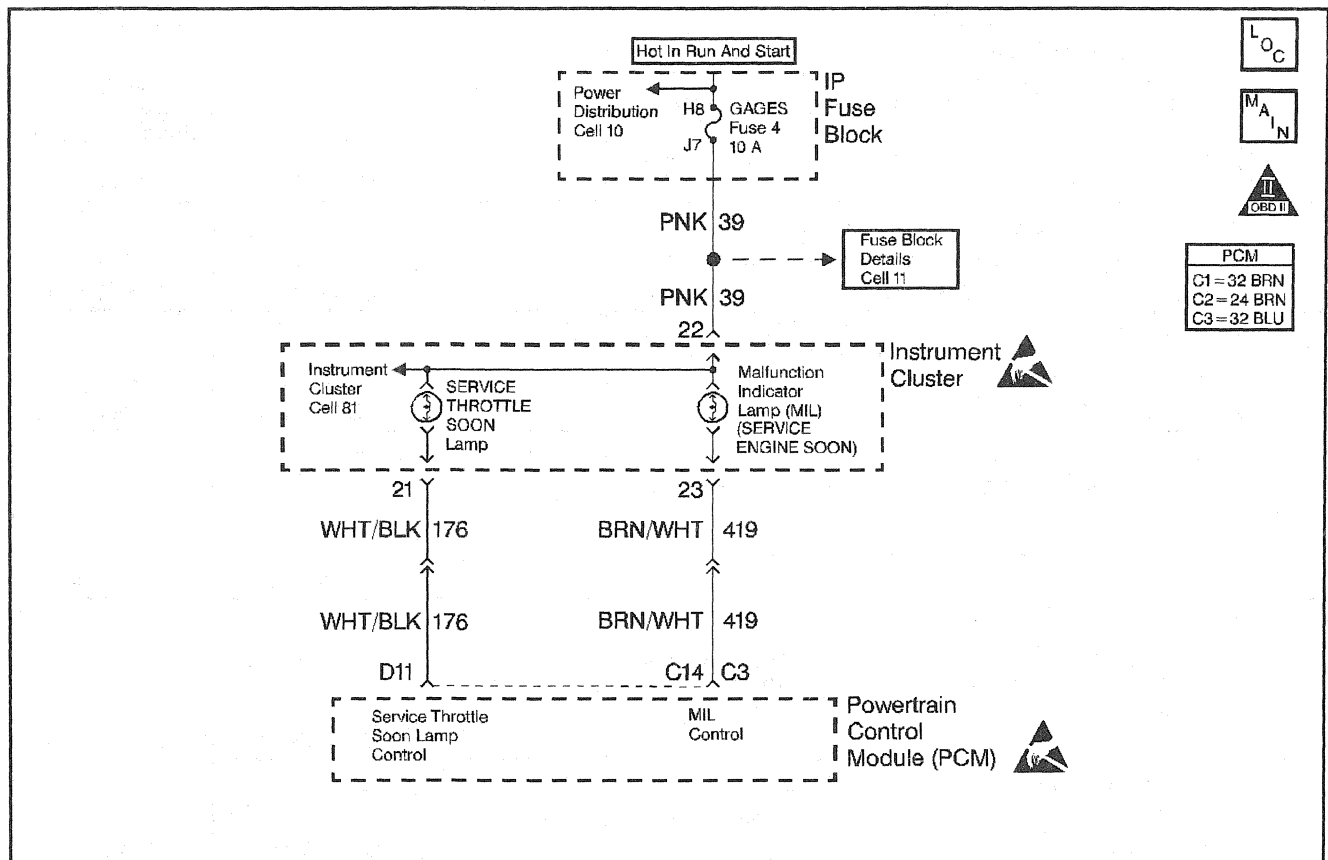 Hot In Run And Start
Power
Distribution
Cell 10
H8
J7
GAGES
Fuse 4
10 A
IP
Fuse
Block
LOC
MAIN
II
OBD II
PNK 39
Fuse Block
Details
Cell 11
PNK 39
PCM
C1=32 BRN
C2=24 BRN
C3=32 BLU
22
Instrument
Cluster
Instrument
Cluster
Cell 81
SERVICE
THROTTLE
SOON
Lamp
Malfunction
Indicator
Lamp (MIL)
(SERVICE
ENGINE SOON)
21
23
WHT/BLK 176
BRN/WHT 419
WHT/BLK 176
BRN/WHT 419
D11
C14 C3
Service Throttle
Soon Lamp
Control
MIL
Control
Powertrain
Control
Module (PCM)